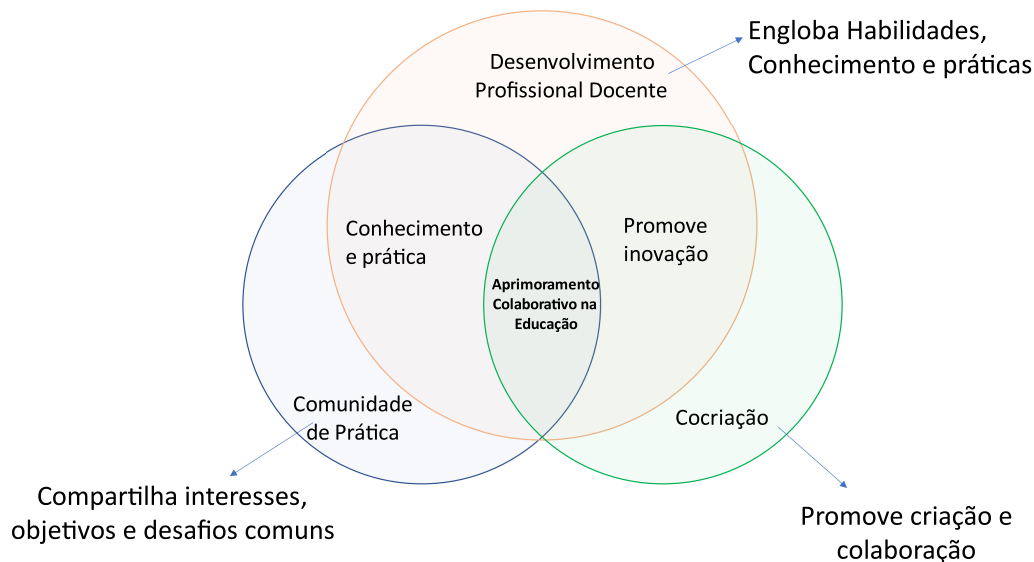 Engloba Habilidades,
Conhecimento e práticas
Desenvolvimento
Profissional Docente
Conhecimento
e prática
Promove
inovação
Aprimoramento
Colaborativo na
Educação
Comunidade
de Prática
Cocriação
Compartilha interesses,
objetivos e desafios comuns
Promove criação e
colaboração